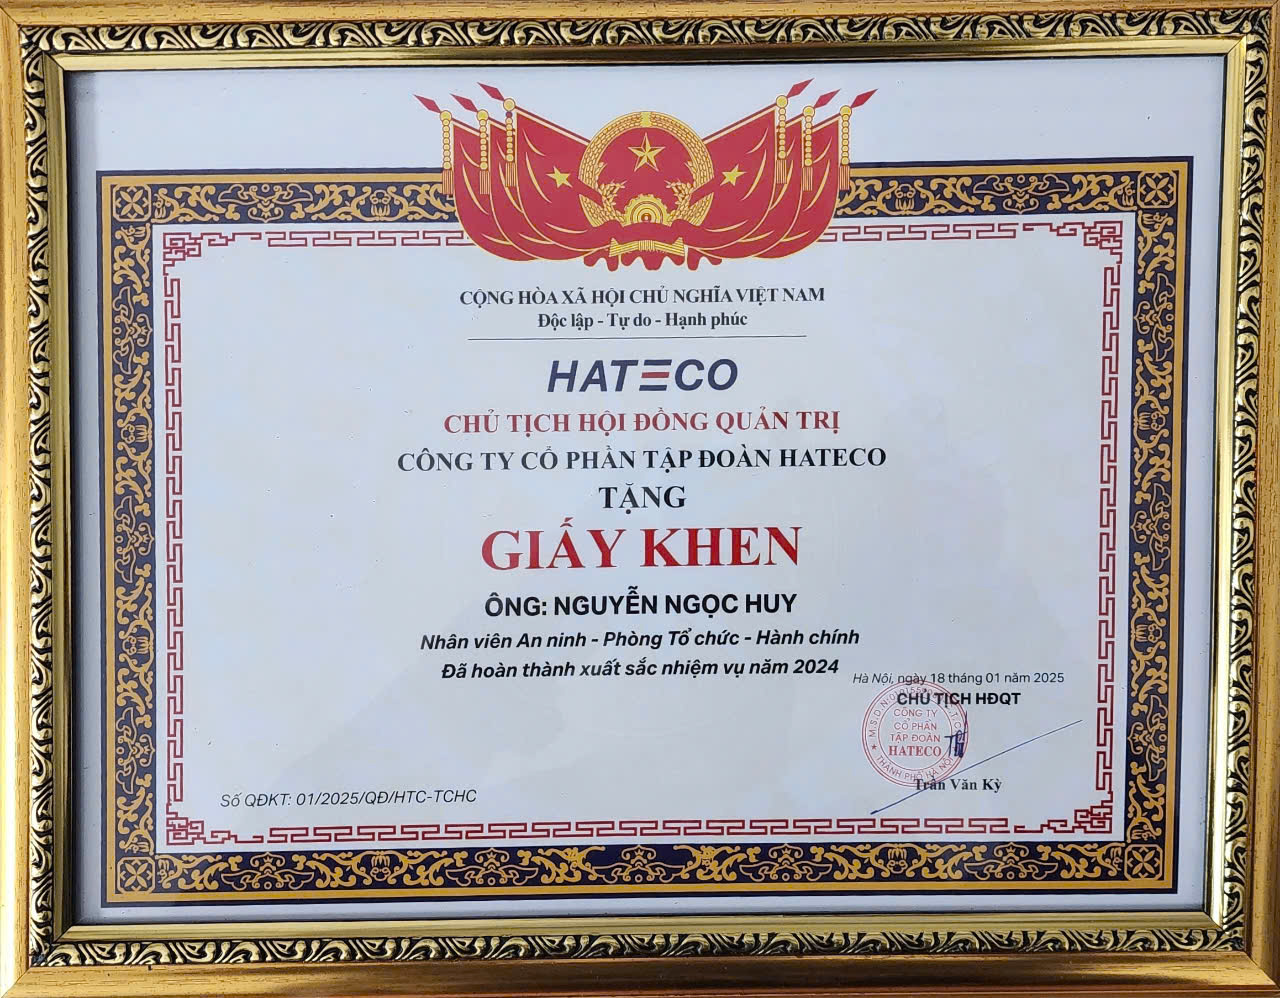 CỘNG HÒA XÃ HỘI CHỦ NGHĨA VIỆT NAM
Độc lập - Tự do - Hạnh phúc
HATECO
CHỦ TỊCH HỘI ĐỒNG QUẢN TRỊ
CÔNG TY CỔ PHẦN TẬP ĐOÀN HATECO
TẶNG
GIẤY KHEN
ÔNG: NGUYỄN NGỌC HUY
Nhân viên An ninh - Phòng Tổ chức - Hành chính
Đã hoàn thành xuất sắc nhiệm vụ năm 2024
Hà Nội, ngày 18 tháng 01 năm 2025
CHỦ TỊCH HĐQT
CÔNG TY
CỔ PHẦN
TẬP ĐOÀN
HATECO
THÀNH PHỐ HÀ NỘI
Trần Văn Kỳ
Số QĐKT: 01/2025/QĐ/HTC-TCHC